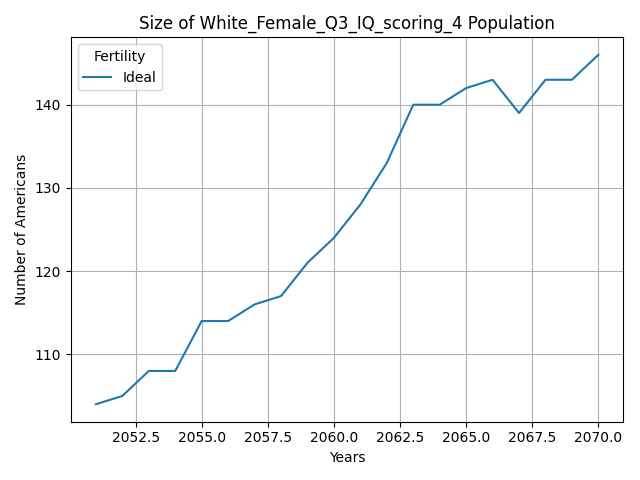 Size of White_Female_Q3_IQ_scoring_4 Population
Fertility
Ideal
Number of Americans
140
130
120
110
2052.5 2055.0 2057.5 2060.0 2062.5 2065.0 2067.5 2070.0
Years